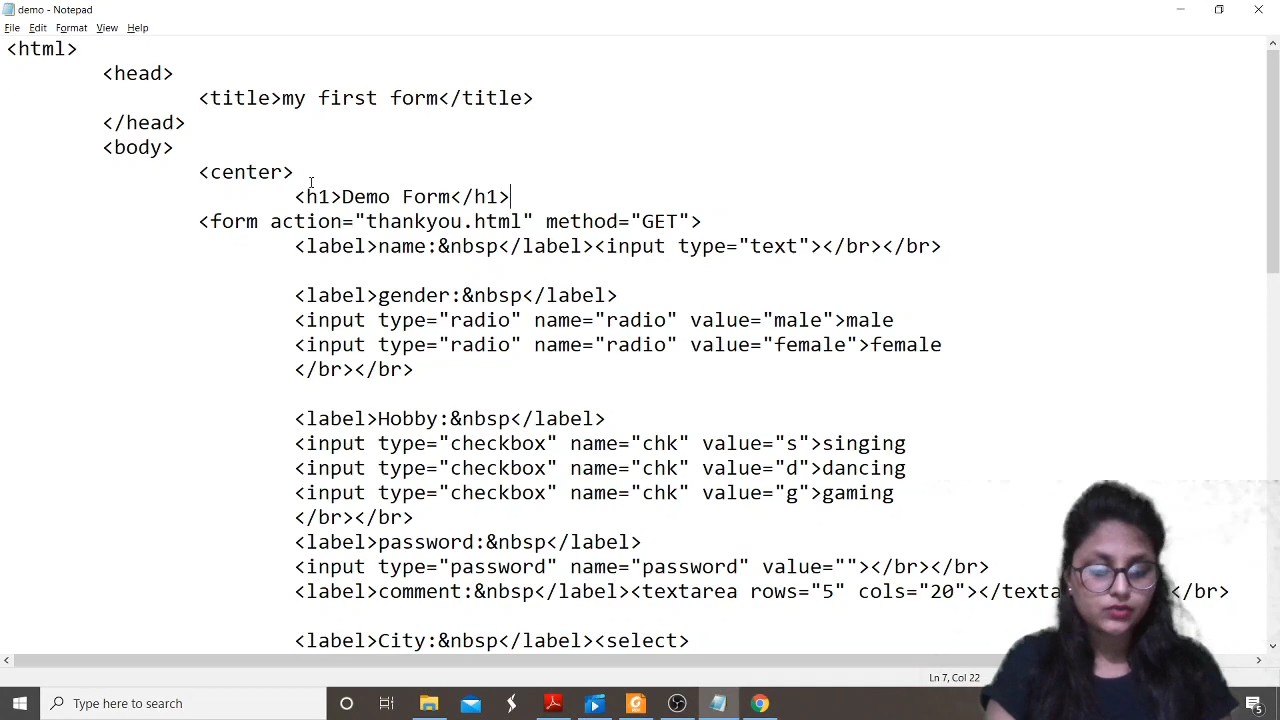 demo - Notepad
File Edit Format View Help
<html>
<head>
<title>my first form</title>
</head>
<body>
<center>
<h1>Demo Form</h1>
<form action="thankyou.html" method="GET">
<label>name:&nbsp</label><input type="text"></br></br>
<label>gender:&nbsp</label>
<input type="radio" name="radio" value="male">male
<input type="radio" name="radio" value="female">female
</br></br>
<label>Hobby:&nbsp</label>
<input type="checkbox" name="chk" value="s">singing
<input type="checkbox" name="chk" value="d">dancing
<input type="checkbox" name="chk" value="g">gaming
</br></br>
<label>password:&nbsp</label>
<input type="password" name="password" value=""></br></br>
<label>comment:&nbsp</label><textarea rows="5" cols="20"></texta </br>
<label>City:&nbsp</label><select>
Ln 7, Col 22
Type here to search
5